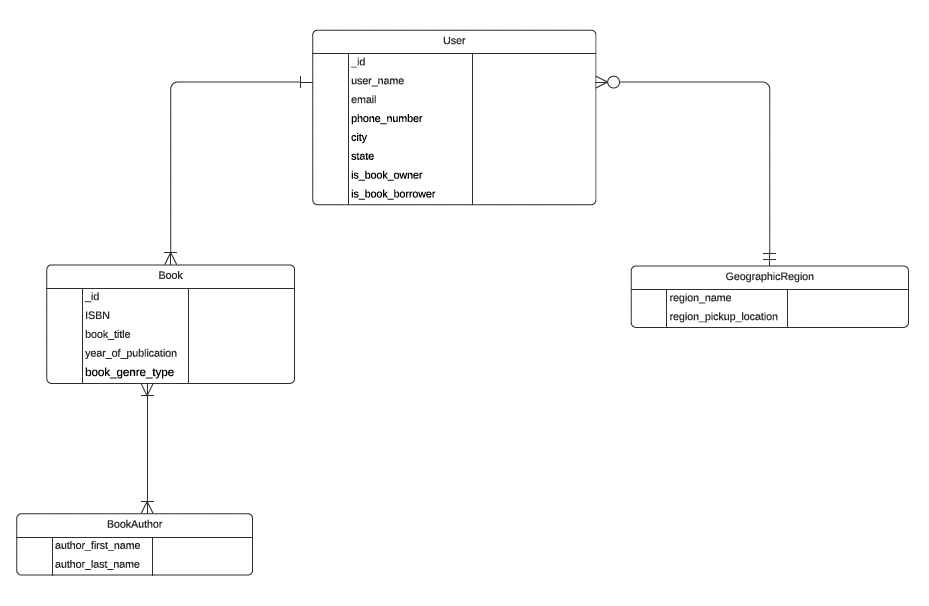 User
_id
user_name
email
phone_number
city
state
is_book_owner
is_book_borrower
Book
_id
ISBN
book_title
year_of_publication
book_genre_type
GeographicRegion
region_name
region_pickup_location
BookAuthor
author_first_name
author_last_name